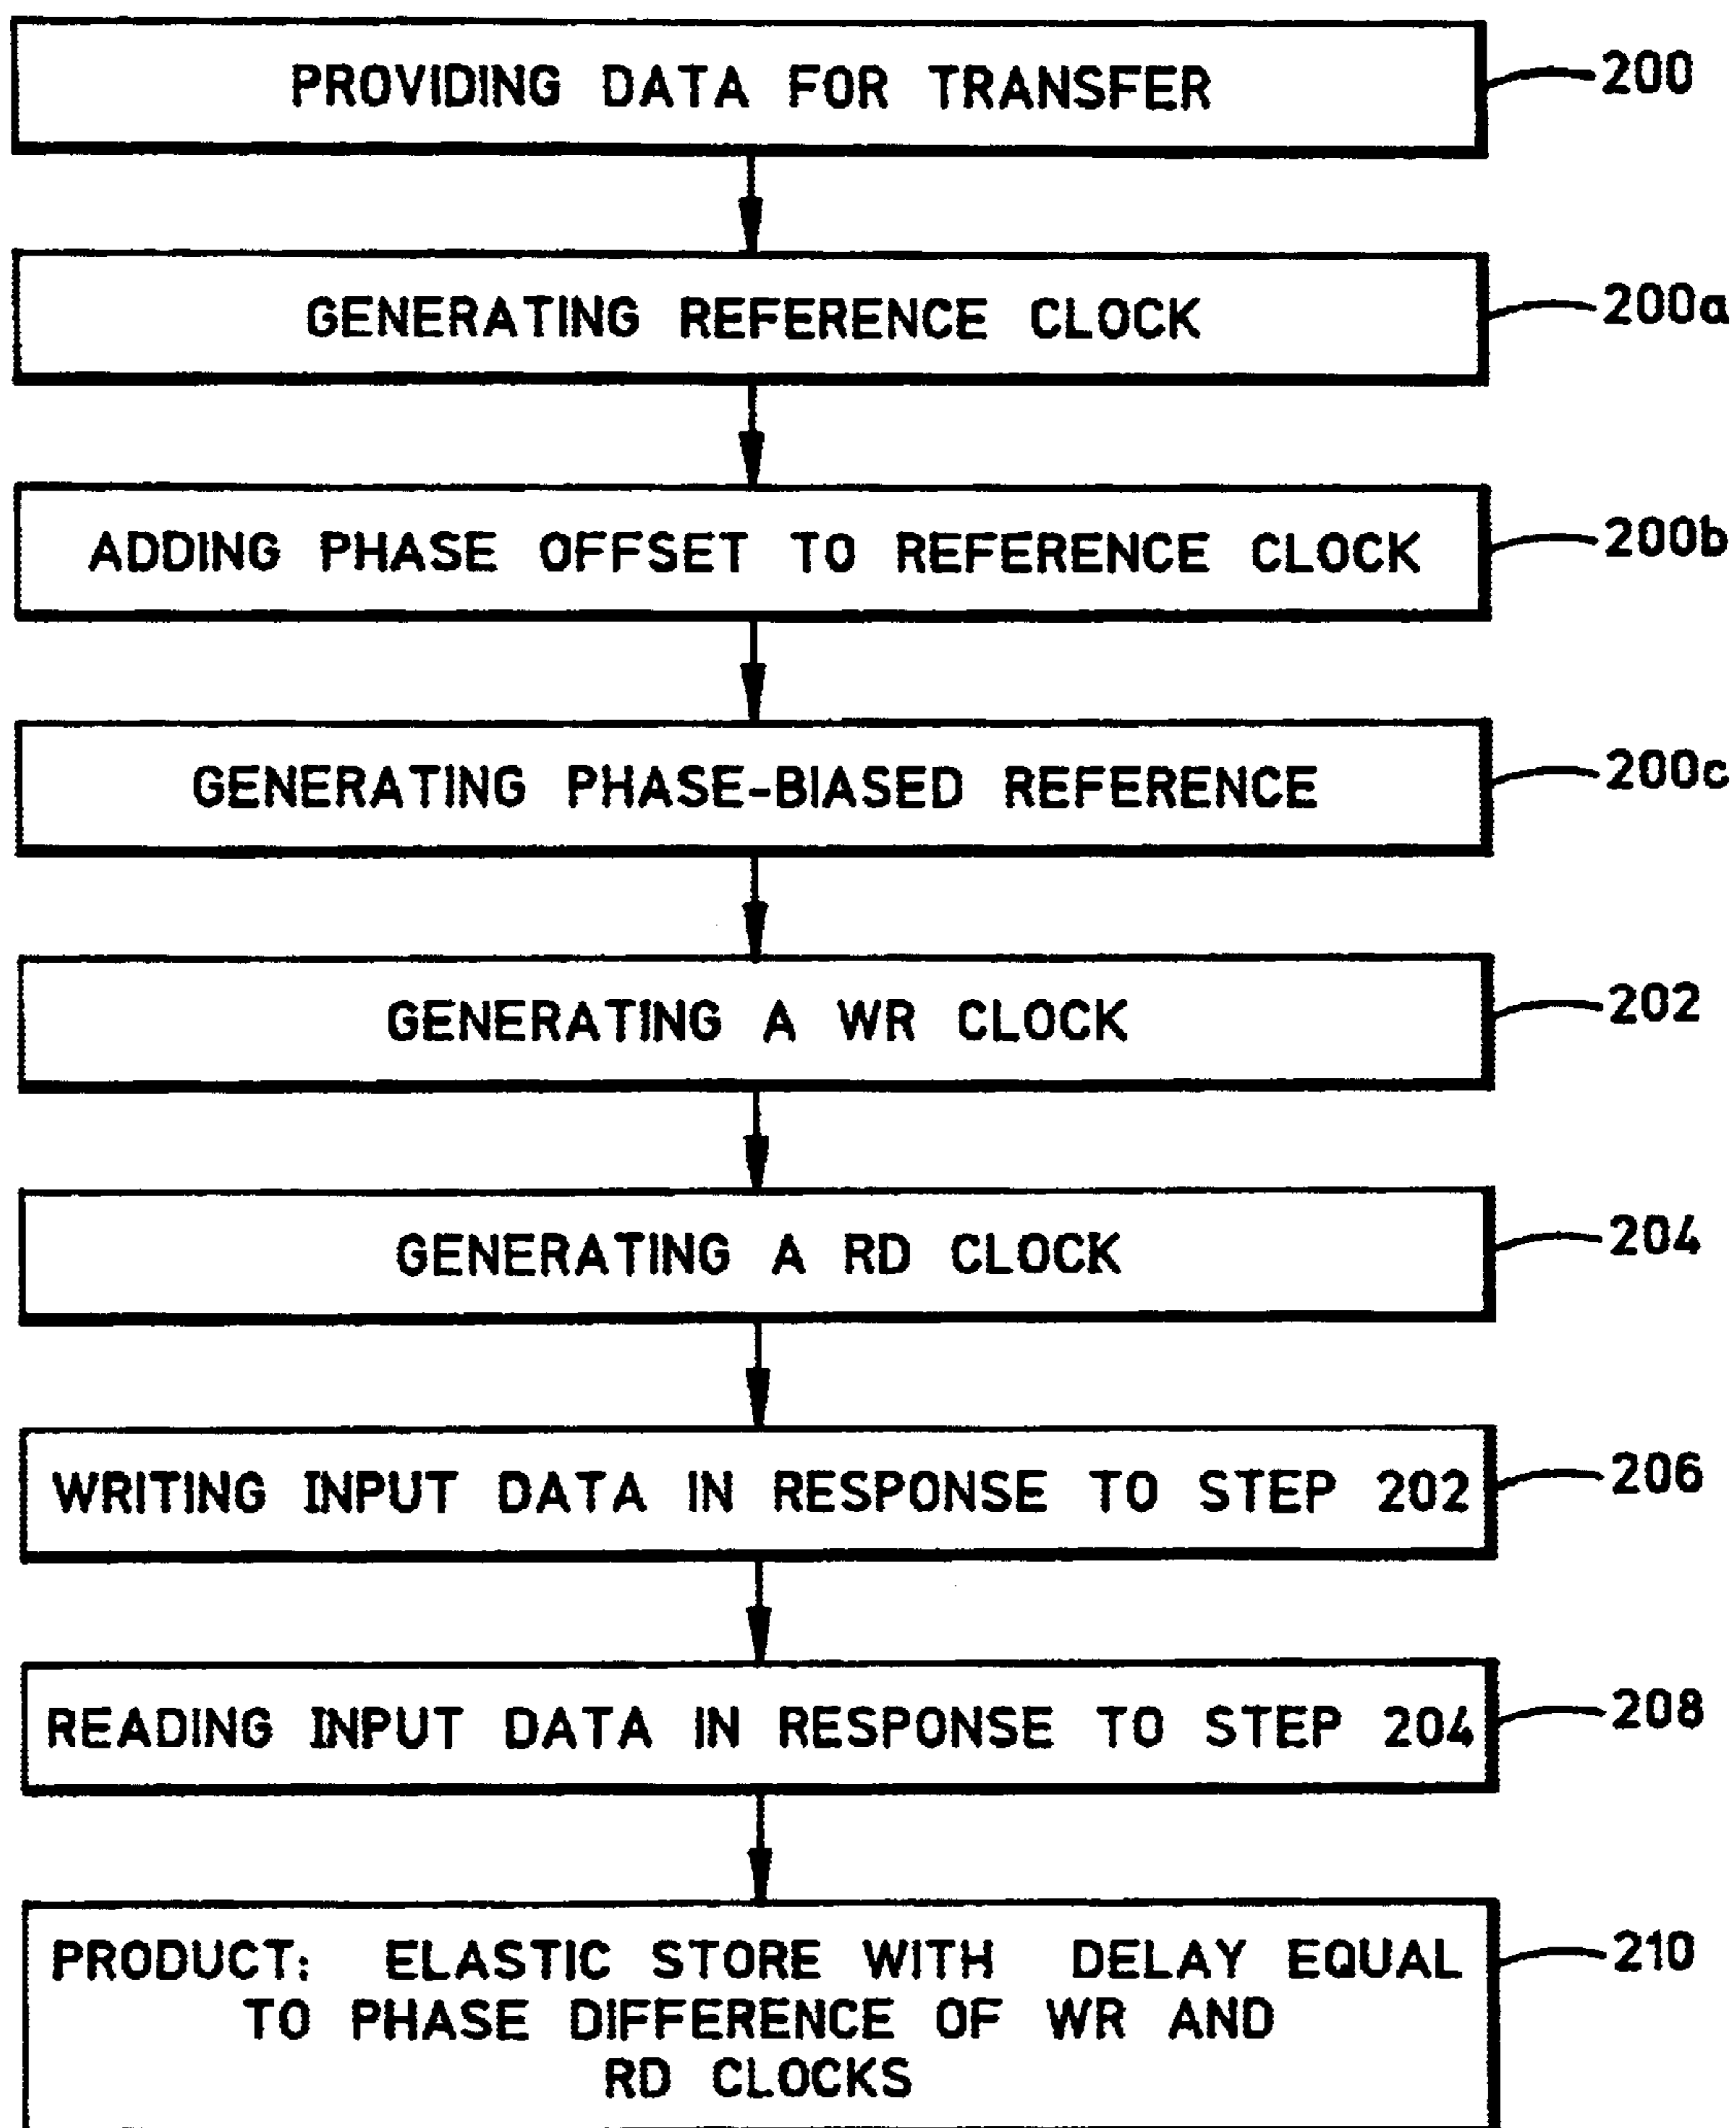 PROVIDING DATA FOR TRANSFER 200
GENERATING REFERENCE CLOCK 200a
ADDING PHASE OFFSET TO REFERENCE CLOCK 200b
GENERATING PHASE-BIASED REFERENCE 200c
GENERATING A WR CLOCK 202
GENERATING A RD CLOCK 204
WRITING INPUT DATA IN RESPONSE TO STEP 202 206
READING INPUT DATA IN RESPONSE TO STEP 204 208
PRODUCT: ELASTIC STORE WITH DELAY EQUAL 210
TO PHASE DIFFERENCE OF WR AND
RD CLOCKS